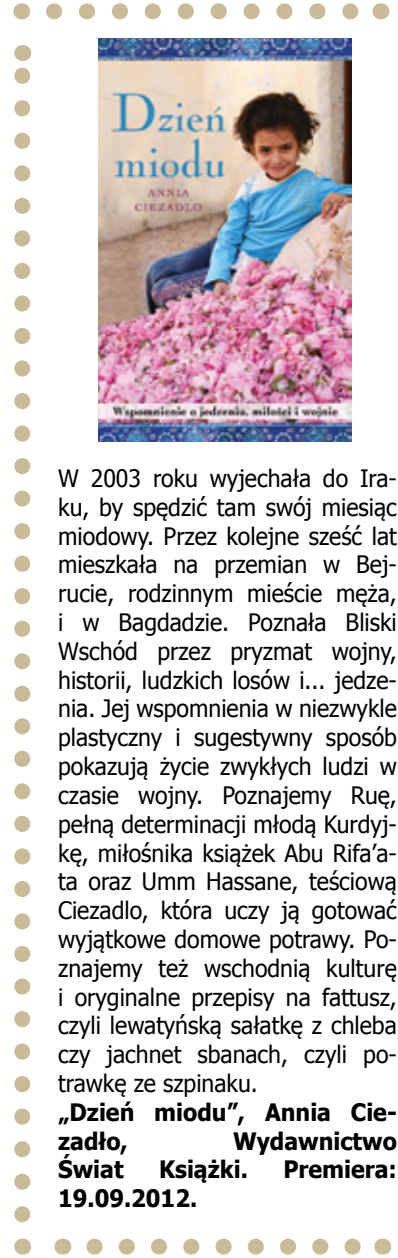 Dzień
miodu
ANNIA
CIEZADLO
Wspomnienie o jedzeniu, miłości i wojnie
W 2003 roku wyjechała do Ira-
ku, by spędzić tam swój miesiąc
miodowy. Przez kolejne sześć lat
mieszkała na przemian w Bej-
rucie, rodzinnym mieście męża,
i w Bagdadzie. Poznała Bliski
Wschód przez pryzmat wojny,
historii, ludzkich losów i... jedze-
nia. Jej wspomnienia w niezwykle
plastyczny i sugestywny sposób
pokazują życie zwykłych ludzi w
czasie wojny. Poznajemy Ruę,
pełną determinacji młodą Kurdyj-
kę, miłośnika książek Abu Rifa’a-
ta oraz Umm Hassane, teściową
Ciezadlo, która uczy ją gotować
wyjątkowe domowe potrawy. Po-
znajemy też wschodnią kulturę
i oryginalne przepisy na fattusz,
czyli lewatyńską sałatkę z chleba
czy jachnet sbanach, czyli po-
trawkę ze szpinaku.
„Dzień miodu”, Annia Cie-
zadło, Wydawnictwo
Świat Książki. Premiera:
19.09.2012.